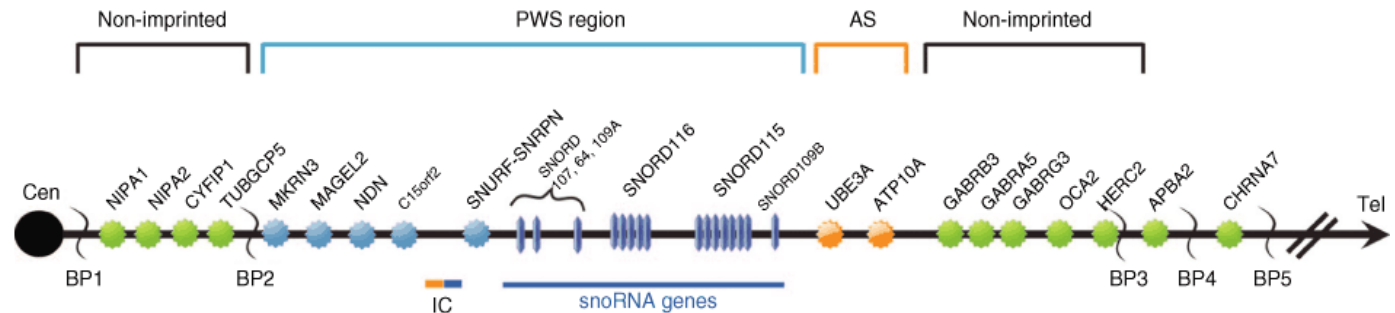 Non-imprinted PWS region AS Non-imprinted
Cen NIPA1 NIPA2 CYFIP1 TUBGCP5 MKRN3 MAGEL2 NDN C15orf2 SNURF-SNRPN SNORD 107, 64, 109A SNORD116 SNORD115 SNORD109B UBE3A ATP10A GABRB3 GABRA5 GABRG3 OCA2 HERC2 APBA2 CHRNA7 Tel
BP1 BP2 BP3 BP4 BP5
IC snoRNA genes